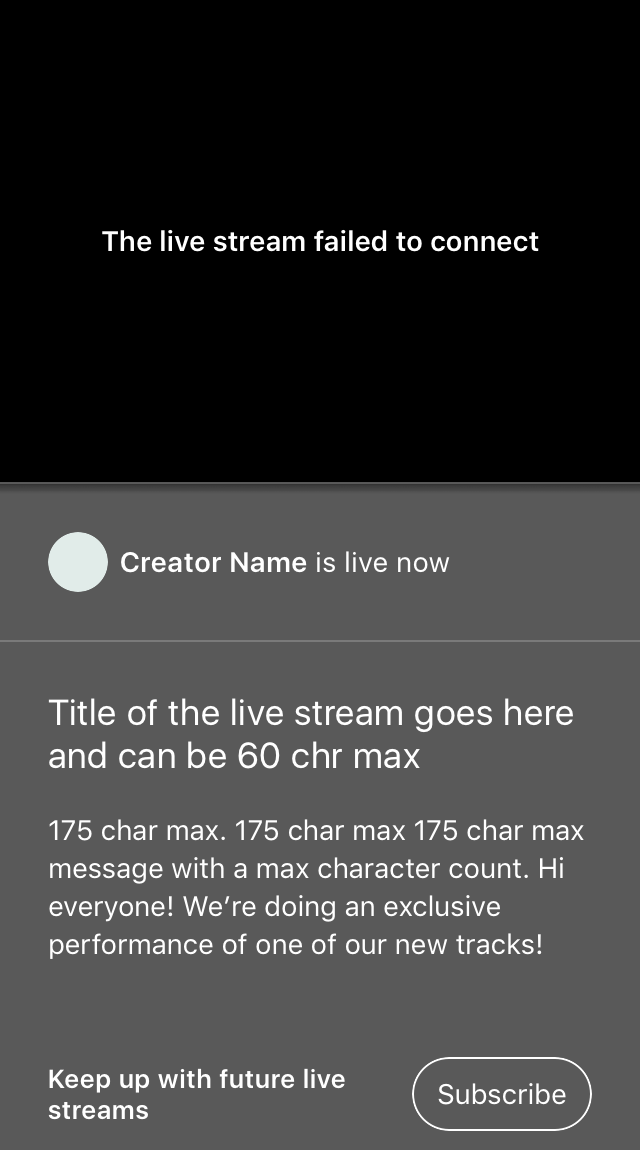 The live stream failed to connect
Creator Name is live now
Title of the live stream goes here
and can be 60 chr max
175 char max. 175 char max 175 char max
message with a max character count. Hi
everyone! We’re doing an exclusive
performance of one of our new tracks!
Keep up with future live
streams
Subscribe